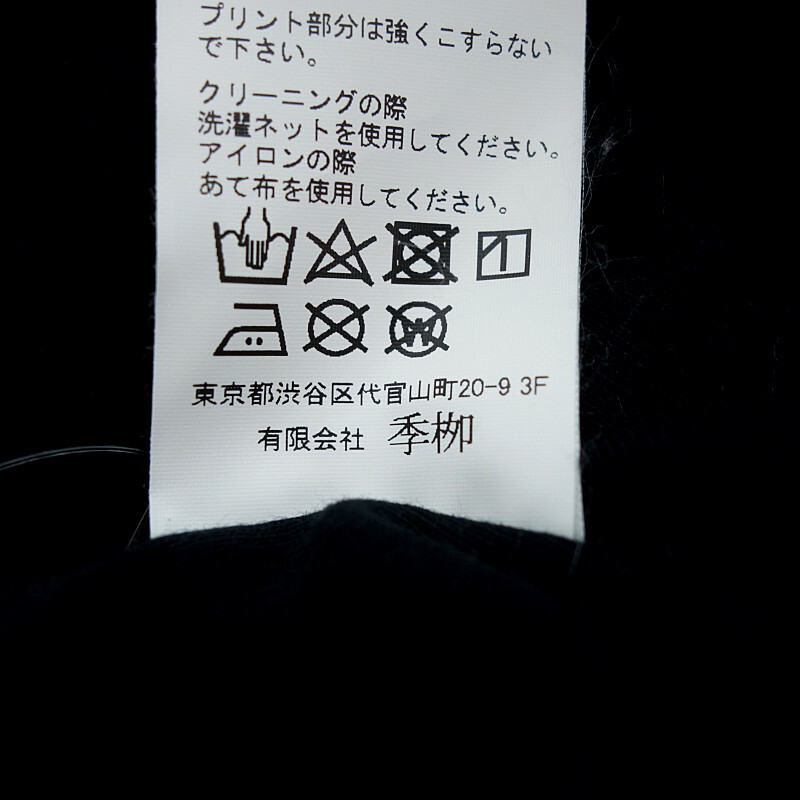 プリント部分は強くこすらない
で下さい。
クリーニングの際
洗濯ネットを使用してください。
アイロンの際
あて布を使用してください。
W
東京都渋谷区代官山町20-9 3F
有限会社 季栁